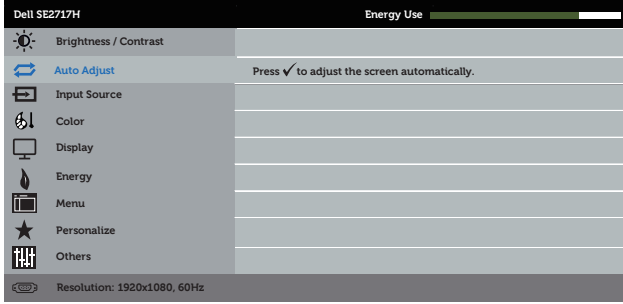 Dell SE2717H Energy Use
Brightness / Contrast
Auto Adjust Press ✓ to adjust the screen automatically.
Input Source
Color
Display
Energy
Menu
Personalize
Others
Resolution: 1920x1080, 60Hz